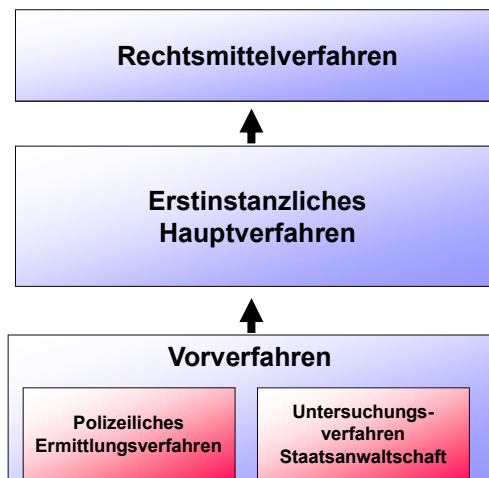 Rechtsmittelverfahren
Erstinstanzliches
Hauptverfahren
Vorverfahren
Polizeiliches
Ermittlungsverfahren
Untersuchungs-
verfahren
Staatsanwaltschaft